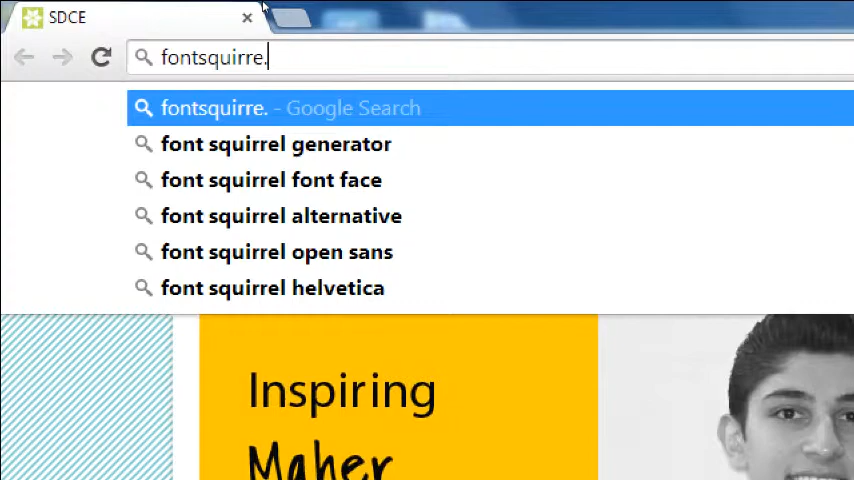 SDCE
fontsquirre.
fontsquirre. - Google Search
font squirrel generator
font squirrel font face
font squirrel alternative
font squirrel open sans
font squirrel helvetica
Inspiring
Maher